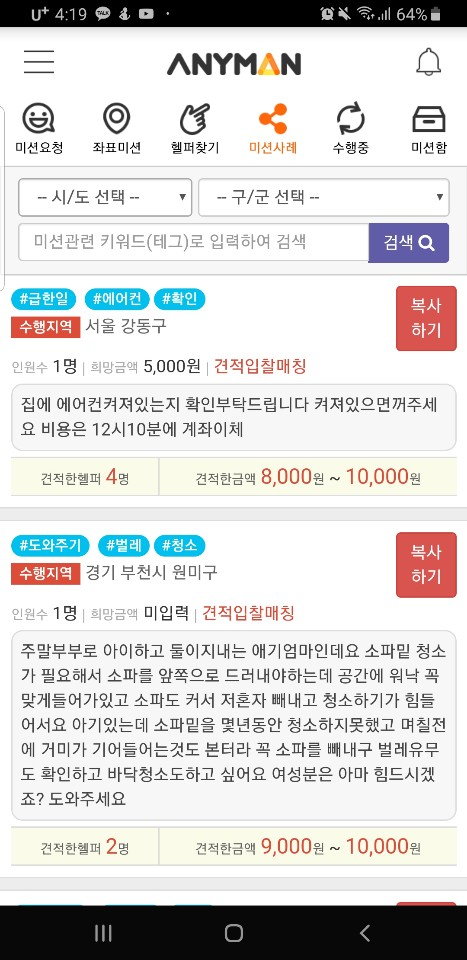 U+ 4:19 TALK 64%
ANYMAN
미션요청 좌표미션 헬퍼찾기 미션사례 수행중 미션함
-- 시/도 선택 -- -- 구/군 선택 --
미션관련 키워드(테그)로 입력하여 검색 검색
#급한일 #에어컨 #확인
복사
하기
수행지역 서울 강동구
인원수 1명 | 희망금액 5,000원 | 견적입찰매칭
집에 에어컨켜져있는지 확인부탁드립니다 켜져있으면꺼주세
요 비용은 12시10분에 계좌이체
견적한헬퍼 4명 견적한금액 8,000원 ~ 10,000원
#도와주기 #벌레 #청소
복사
하기
수행지역 경기 부천시 원미구
인원수 1명 | 희망금액 미입력 | 견적입찰매칭
주말부부로 아이하고 둘이지내는 애기엄마인데요 소파밑 청소
가 필요해서 소파를 앞쪽으로 드러내야하는데 공간에 워낙 꼭
맞게들어가있고 소파도 커서 저혼자 빼내고 청소하기가 힘들
어서요 아기있는데 소파밑을 몇년동안 청소하지못했고 며칠전
에 거미가 기어들어는것도 본터라 꼭 소파를 빼내구 벌레유무
도 확인하고 바닥청소도하고 싶어요 여성분은 아마 힘드시겠
죠? 도와주세요
견적한헬퍼 2명 견적한금액 9,000원 ~ 10,000원